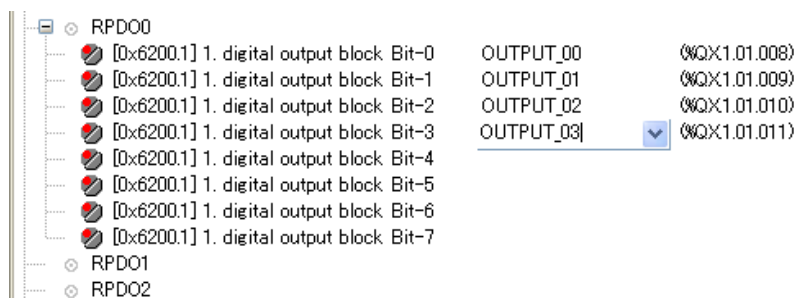 RPDO0
[0x6200.1] 1. digital output block Bit-0 OUTPUT_00 (%QX1.01.008)
[0x6200.1] 1. digital output block Bit-1 OUTPUT_01 (%QX1.01.009)
[0x6200.1] 1. digital output block Bit-2 OUTPUT_02 (%QX1.01.010)
[0x6200.1] 1. digital output block Bit-3 OUTPUT_03 (%QX1.01.011)
[0x6200.1] 1. digital output block Bit-4
[0x6200.1] 1. digital output block Bit-5
[0x6200.1] 1. digital output block Bit-6
[0x6200.1] 1. digital output block Bit-7
RPDO1
RPDO2